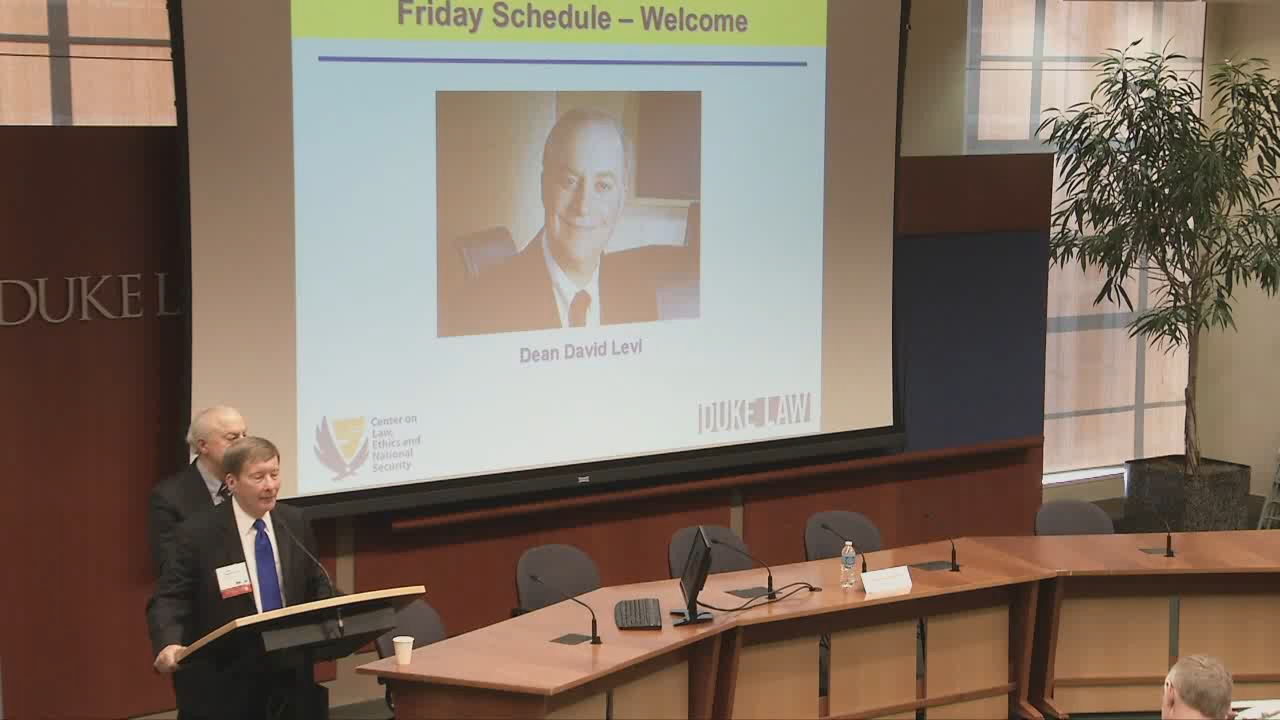 Friday Schedule – Welcome
DUKE L
Dean David Levi
Center on
Law,
Ethics and
National
Security
DUKE LAW